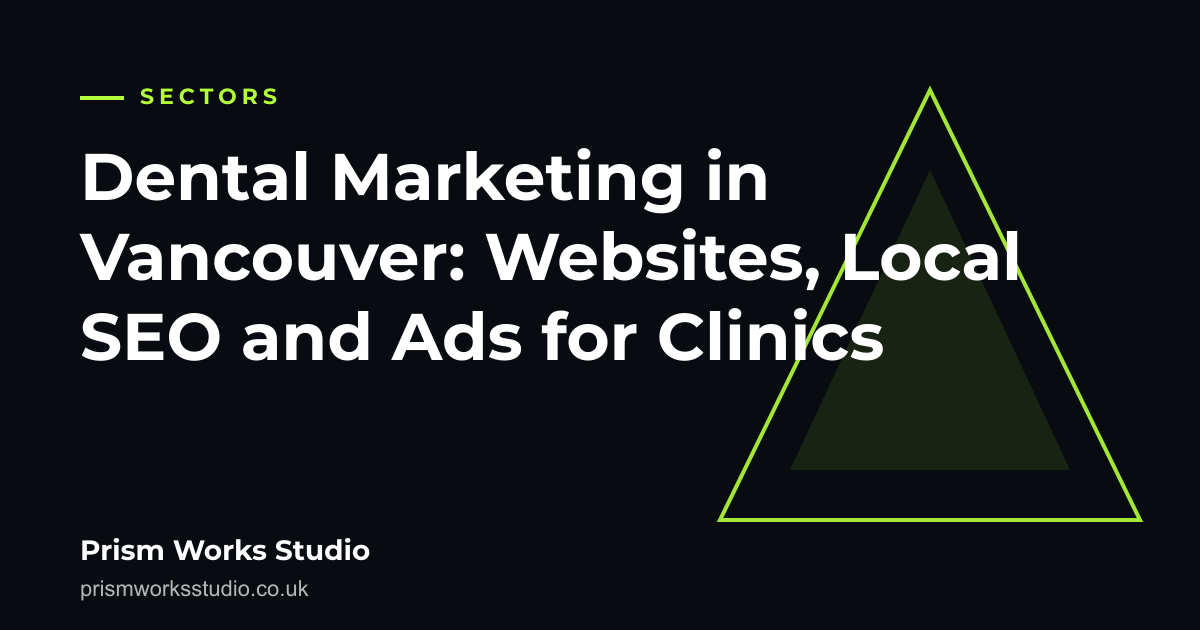 SECTORS
Dental Marketing in
Vancouver: Websites, Local
SEO and Ads for Clinics
Prism Works Studio
prismworksstudio.co.uk